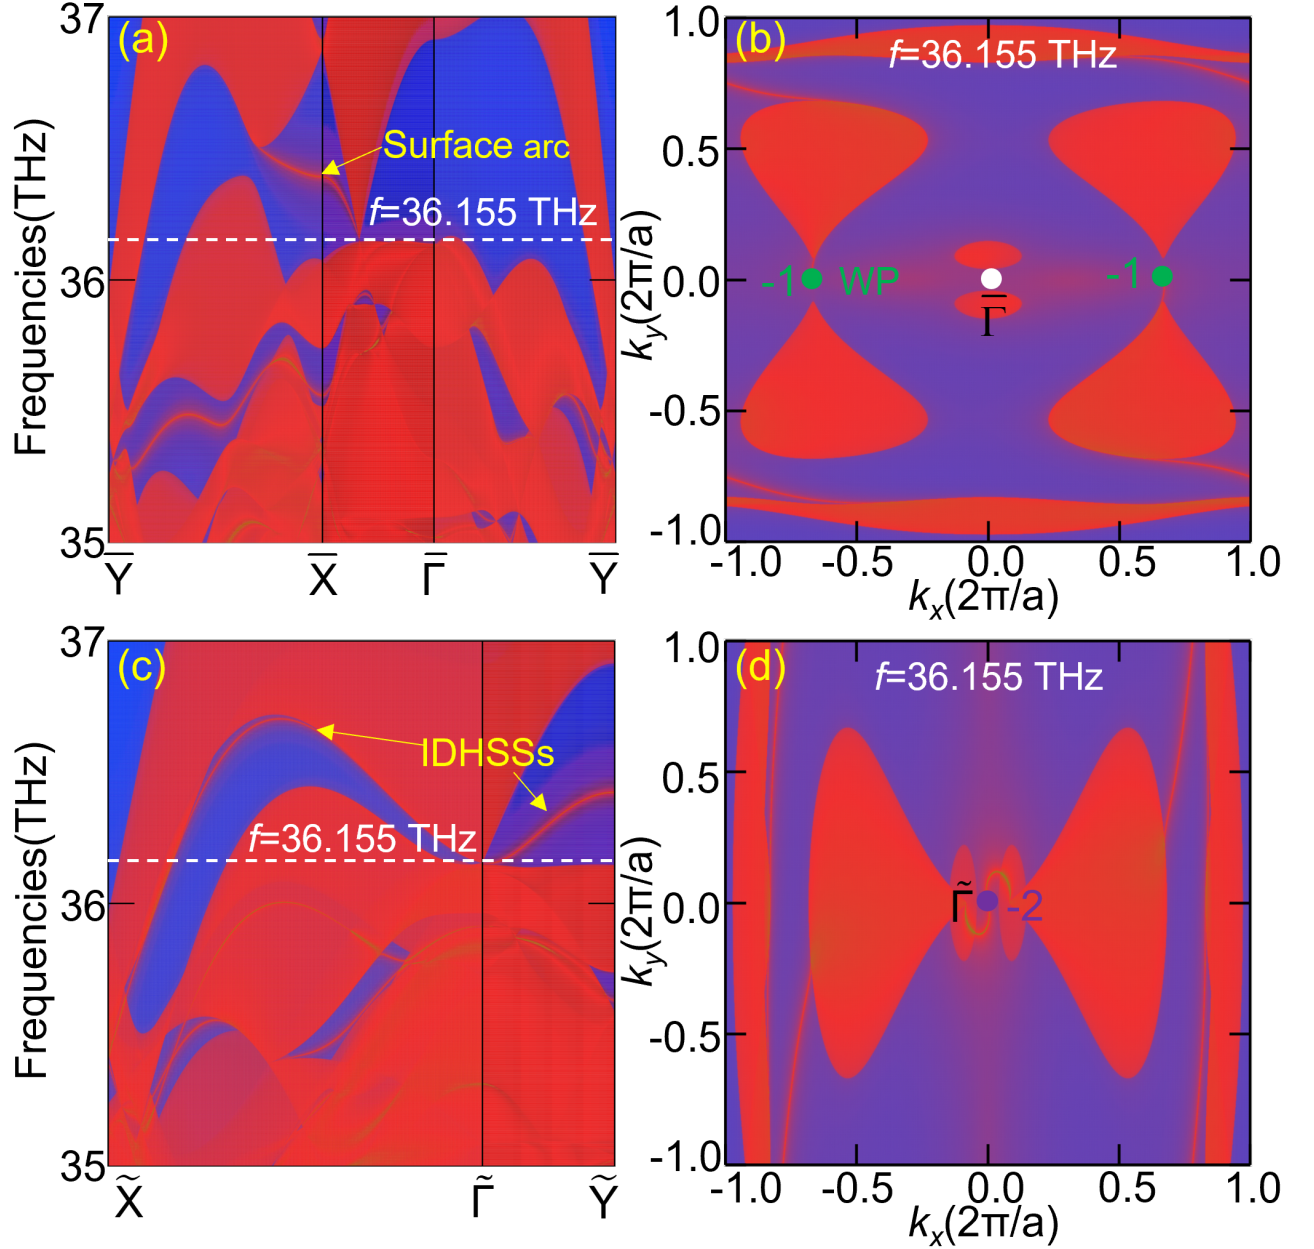 37
(a)
Surface arc
f=36.155 THz
36
35
Frequencies(THz)
Y̅
X̅
Γ̅
Y̅
1.0
(b)
f=36.155 THz
0.5
0.0
-1
WP
-1
Γ̅
-0.5
-1.0
ky(2π/a)
-1.0
-0.5
0.0
0.5
1.0
kx(2π/a)
37
(c)
IDHSSs
f=36.155 THz
36
35
Frequencies(THz)
X̃
Γ̃
Ỹ
1.0
(d)
f=36.155 THz
0.5
0.0
Γ̃
-2
-0.5
-1.0
ky(2π/a)
-1.0
-0.5
0.0
0.5
1.0
kx(2π/a)